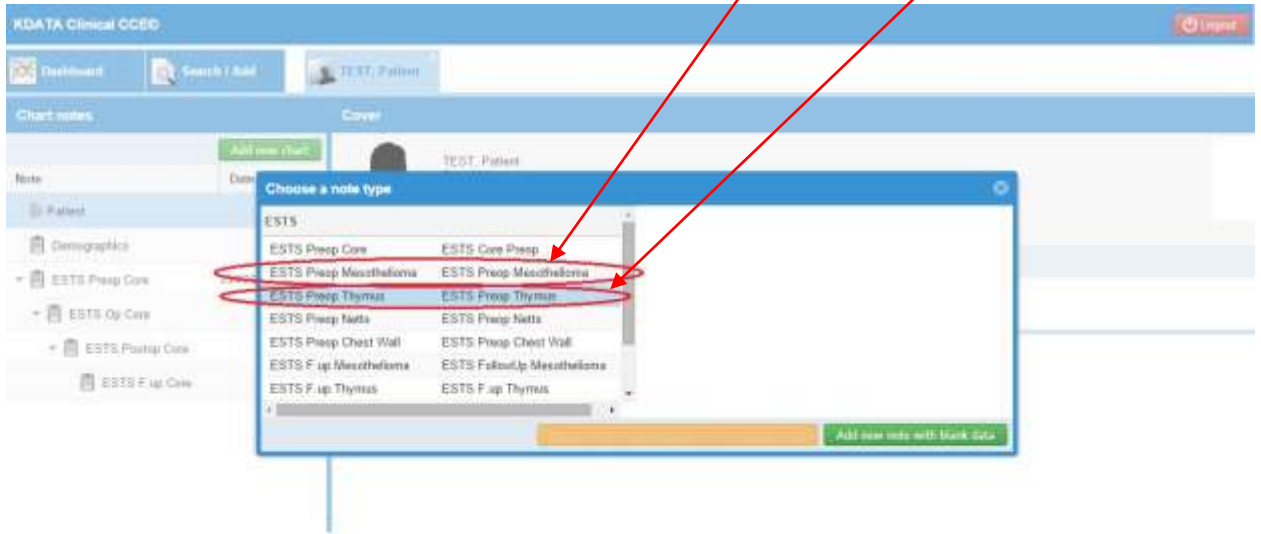 KDATA Clinical CCEO
Logout
Dashboard
Search / Add
TEST, Patient
Chart notes
Cover
Add new chart
TEST, Patient
Note
Date
Choose a note type
Patient
ESTS
Demographics
ESTS Preop Core ESTS Core Preop
ESTS Preop Core
ESTS Preop Mesothelioma ESTS Preop Mesothelioma
ESTS Preop Thymus ESTS Preop Thymus
ESTS Op Core
ESTS Preop Netts ESTS Preop Netts
ESTS Postop Core
ESTS Preop Chest Wall ESTS Preop Chest Wall
ESTS F up Mesothelioma ESTS FollowUp Mesothelioma
ESTS F up Core
ESTS F up Thymus ESTS F up Thymus
Add new note with blank data